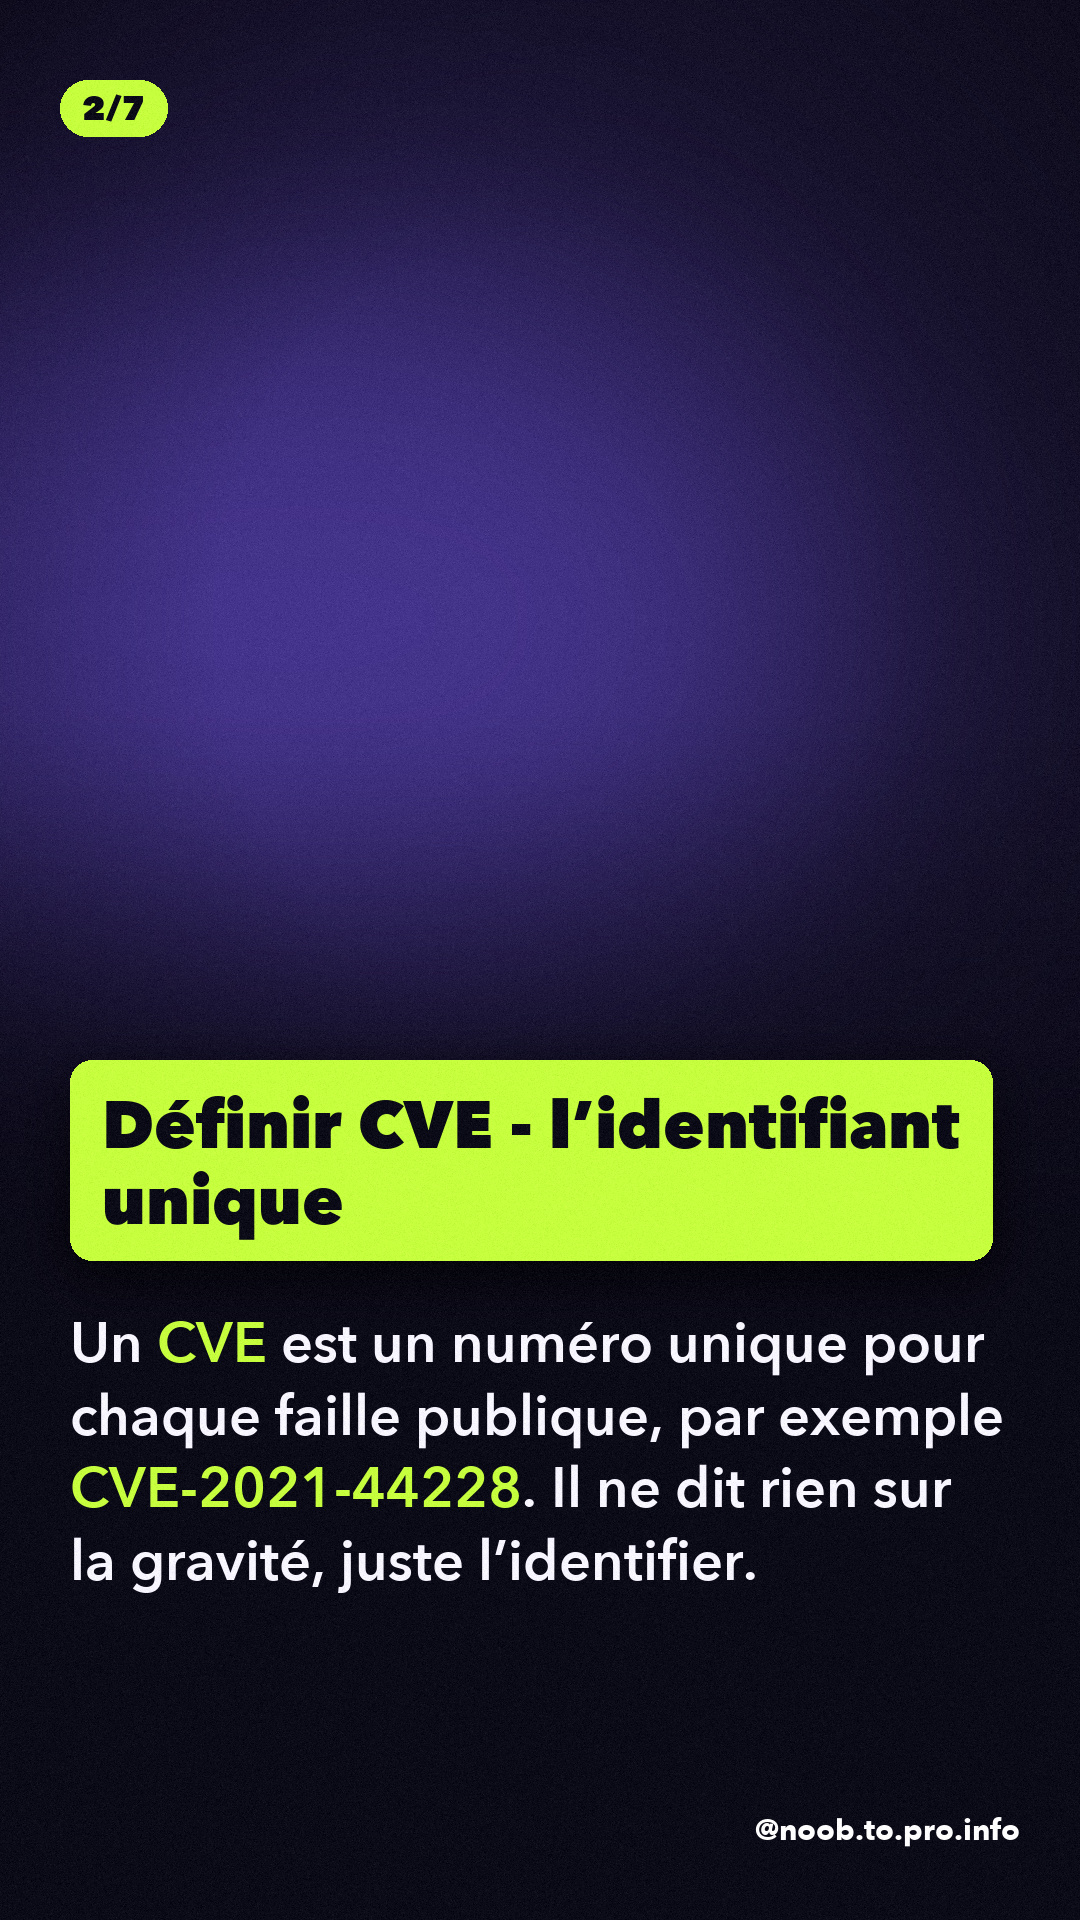 2/7
Définir CVE - l’identifiant
unique
Un CVE est un numéro unique pour
chaque faille publique, par exemple
CVE-2021-44228. Il ne dit rien sur
la gravité, juste l’identifier.
@noob.to.pro.info